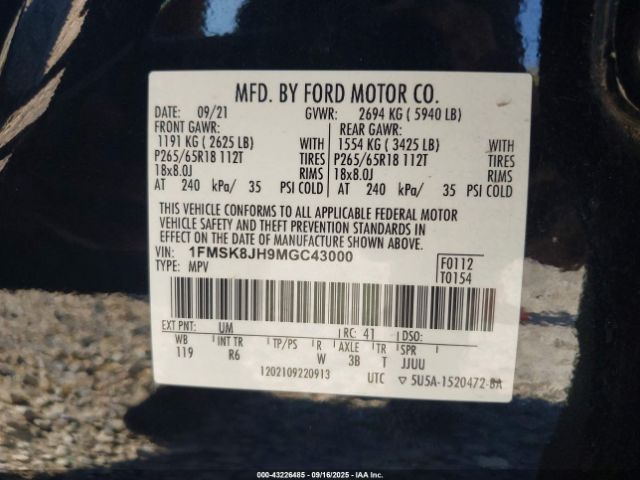 MFD. BY FORD MOTOR CO.
DATE: 09/21 GVWR: 2694 KG ( 5940 LB)
FRONT GAWR: REAR GAWR:
1191 KG ( 2625 LB) WITH 1554 KG ( 3425 LB) WITH
P265/65R18 112T TIRES P265/65R18 112T TIRES
18x8.0J RIMS 18x8.0J RIMS
AT 240 kPa/ 35 PSI COLD AT 240 kPa/ 35 PSI COLD
THIS VEHICLE CONFORMS TO ALL APPLICABLE FEDERAL MOTOR
VEHICLE SAFETY AND THEFT PREVENTION STANDARDS IN
EFFECT ON THE DATE OF MANUFACTURE SHOWN ABOVE.
VIN: 1FMSK8JH9MGC43000 F0112
TYPE: MPV T0154
EXT PNT: UM RC: 41 DSO:
WB INT TR TP/PS R AXLE TR SPR
119 R6 W 3B T JJUU
1202109220913 UTC ▽ 5U5A-1520472-BA
000-43226485 - 09/16/2025 - IAAI.com